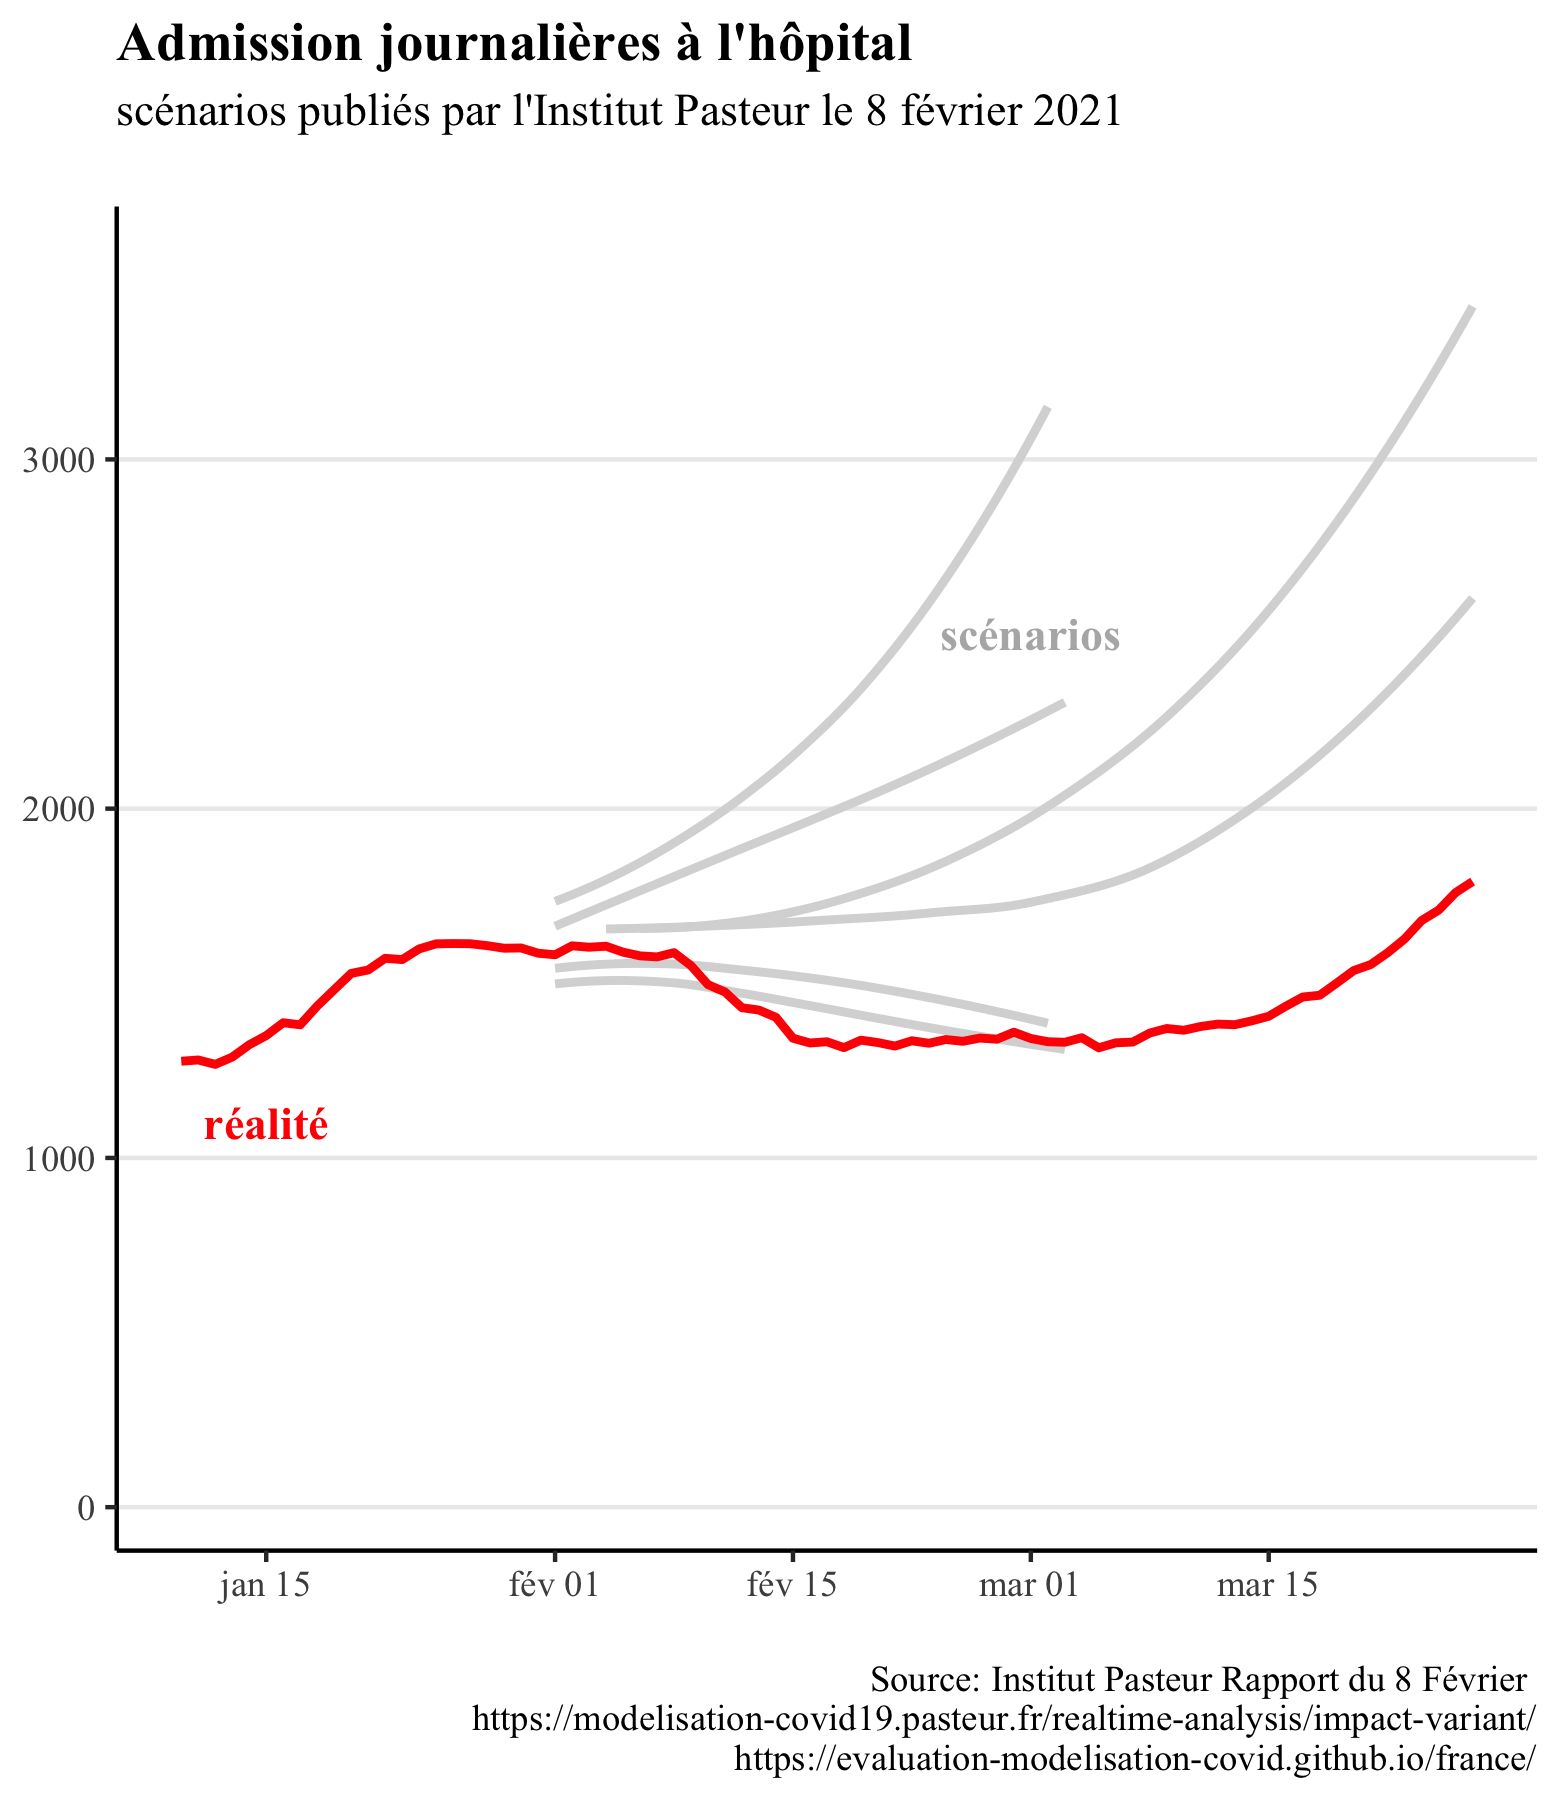 Admission journalières à l'hôpital
scénarios publiés par l'Institut Pasteur le 8 février 2021
3000
scénarios
2000
réalité
1000
0
jan 15 fév 01 fév 15 mar 01 mar 15
Source: Institut Pasteur Rapport du 8 Février
https://modelisation-covid19.pasteur.fr/realtime-analysis/impact-variant/
https://evaluation-modelisation-covid.github.io/france/